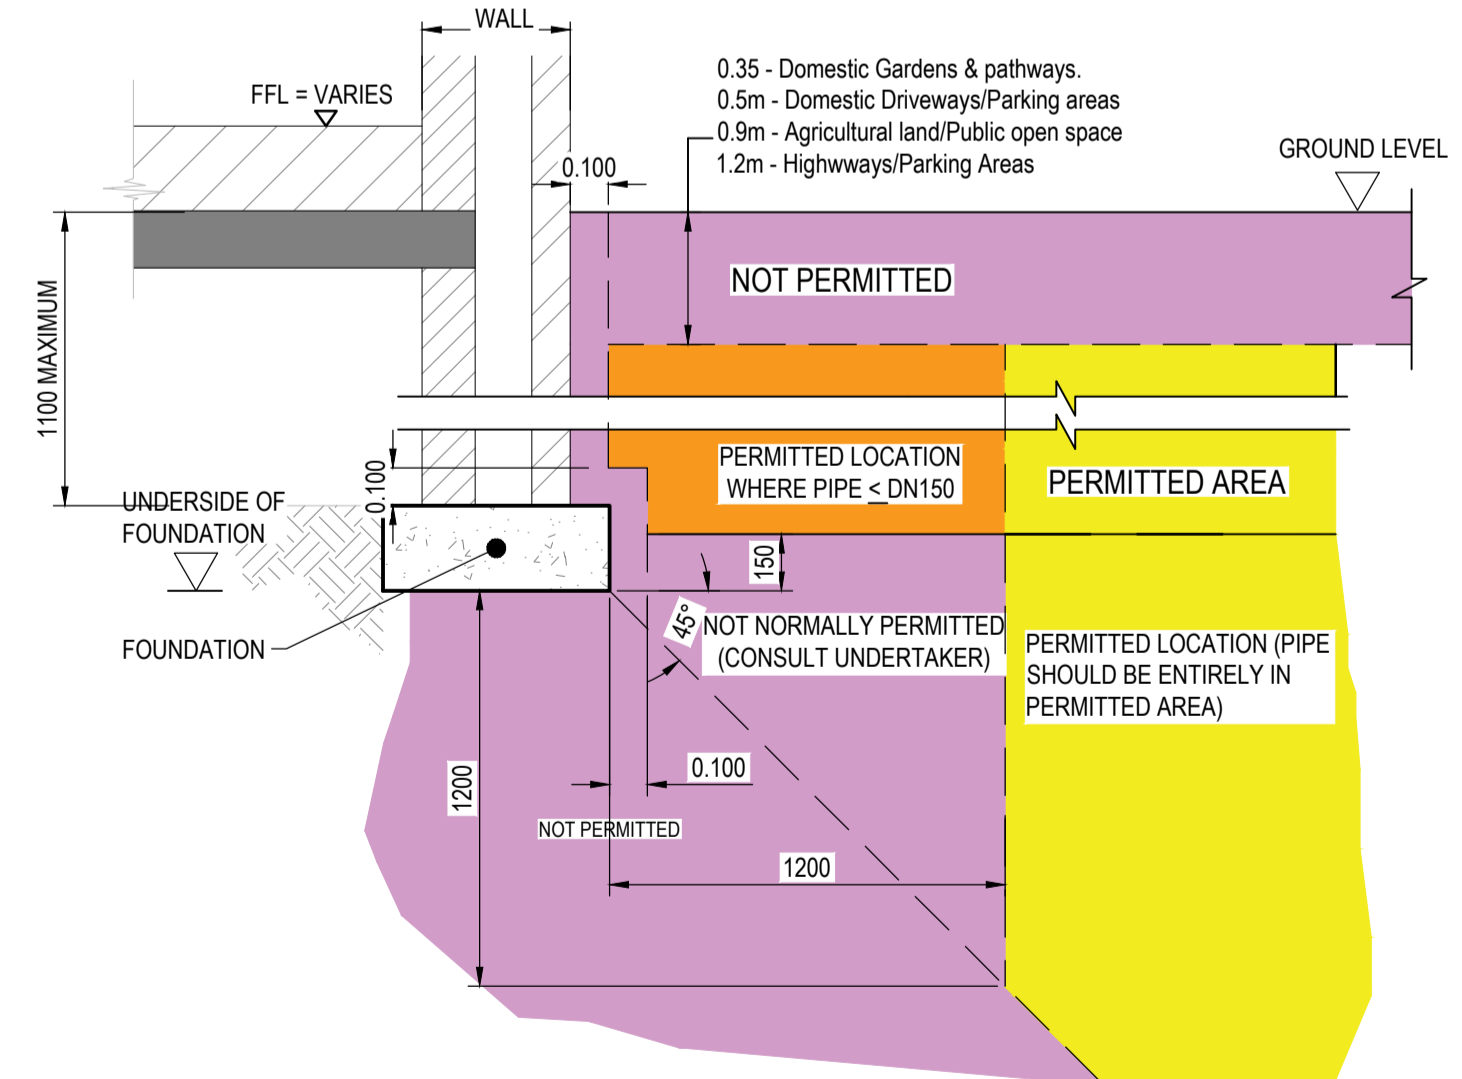 WALL
FFL = VARIES
0.35 - Domestic Gardens & pathways.
0.5m - Domestic Driveways/Parking areas
0.9m - Agricultural land/Public open space
1.2m - Highwways/Parking Areas
GROUND LEVEL
0.100
NOT PERMITTED
1100 MAXIMUM
0.100
PERMITTED LOCATION
WHERE PIPE < DN150
PERMITTED AREA
UNDERSIDE OF
FOUNDATION
150
45°
NOT NORMALLY PERMITTED
(CONSULT UNDERTAKER)
PERMITTED LOCATION (PIPE
SHOULD BE ENTIRELY IN
PERMITTED AREA)
FOUNDATION
0.100
1200
NOT PERMITTED
1200